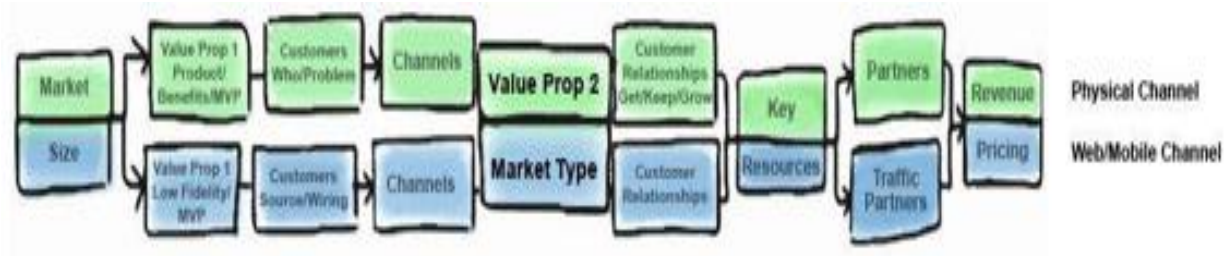 Market
Size
Value Prop 1
Product/
Benefits/MVP
Customers
Who/Problem
Channels
Value Prop 1
Low Fidelity/
MVP
Customers
Source/Wiring
Channels
Value Prop 2
Market Type
Customer
Relationships
Get/Keep/Grow
Customer
Relationships
Key
Resources
Partners
Traffic
Partners
Revenue
Pricing
Physical Channel
Web/Mobile Channel